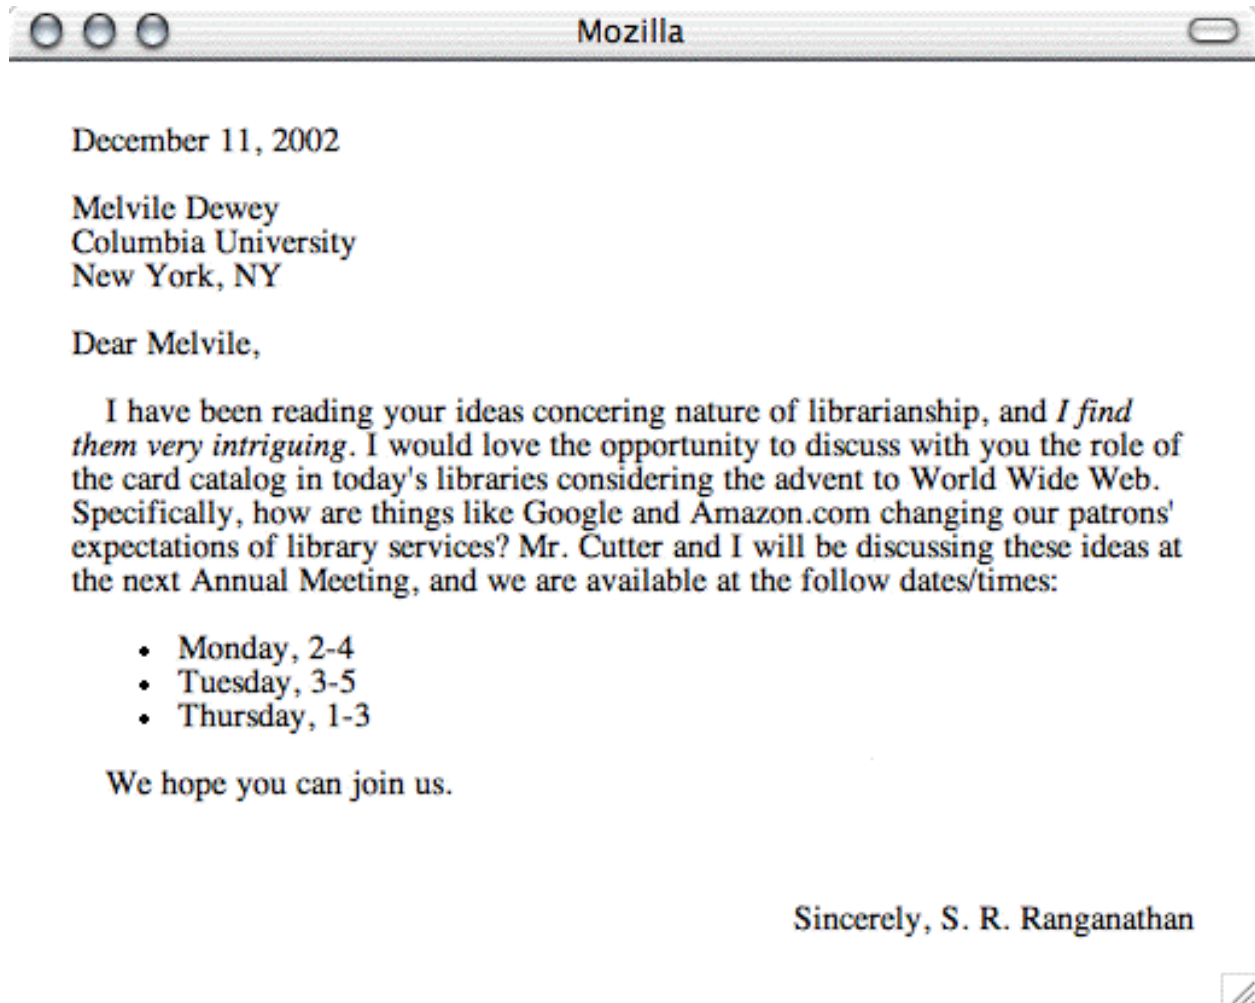 Mozilla
December 11, 2002
Melvile Dewey
Columbia University
New York, NY
Dear Melvile,
I have been reading your ideas concering nature of librarianship, and I find
them very intriguing. I would love the opportunity to discuss with you the role of
the card catalog in today's libraries considering the advent to World Wide Web.
Specifically, how are things like Google and Amazon.com changing our patrons'
expectations of library services? Mr. Cutter and I will be discussing these ideas at
the next Annual Meeting, and we are available at the follow dates/times:
• Monday, 2-4
• Tuesday, 3-5
• Thursday, 1-3
We hope you can join us.
Sincerely, S. R. Ranganathan